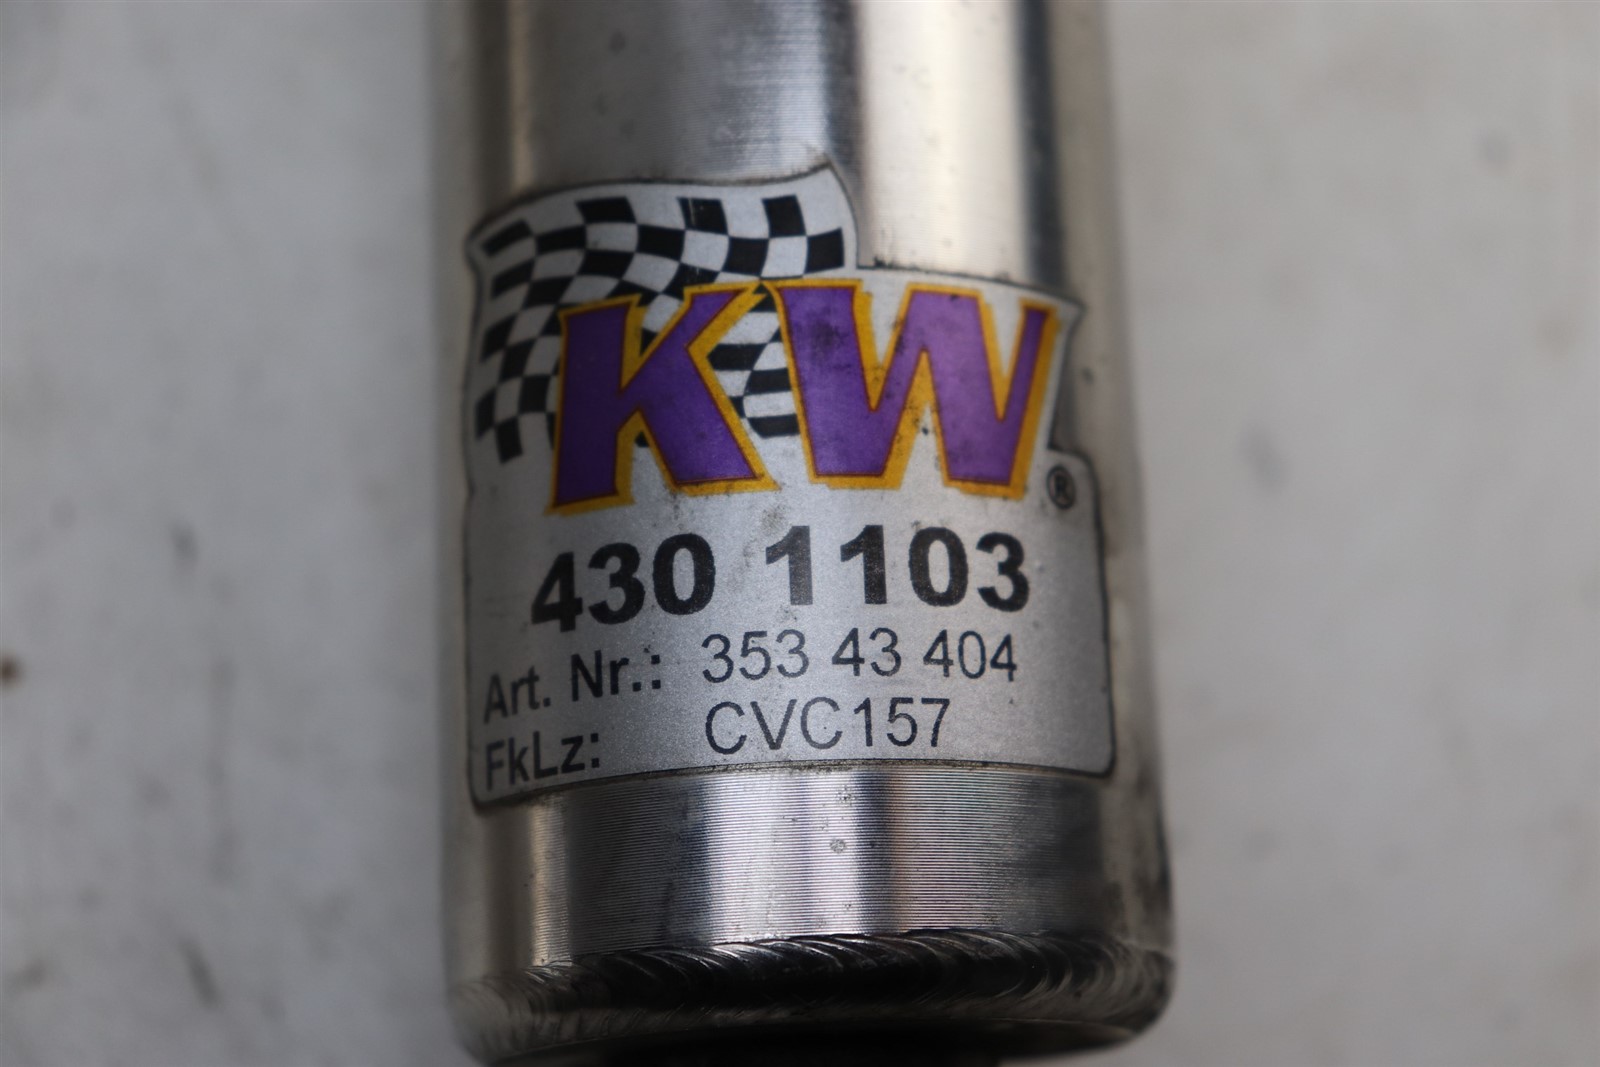 KW®
430 1103
Art. Nr.: 353 43 404
FkLz: CVC157